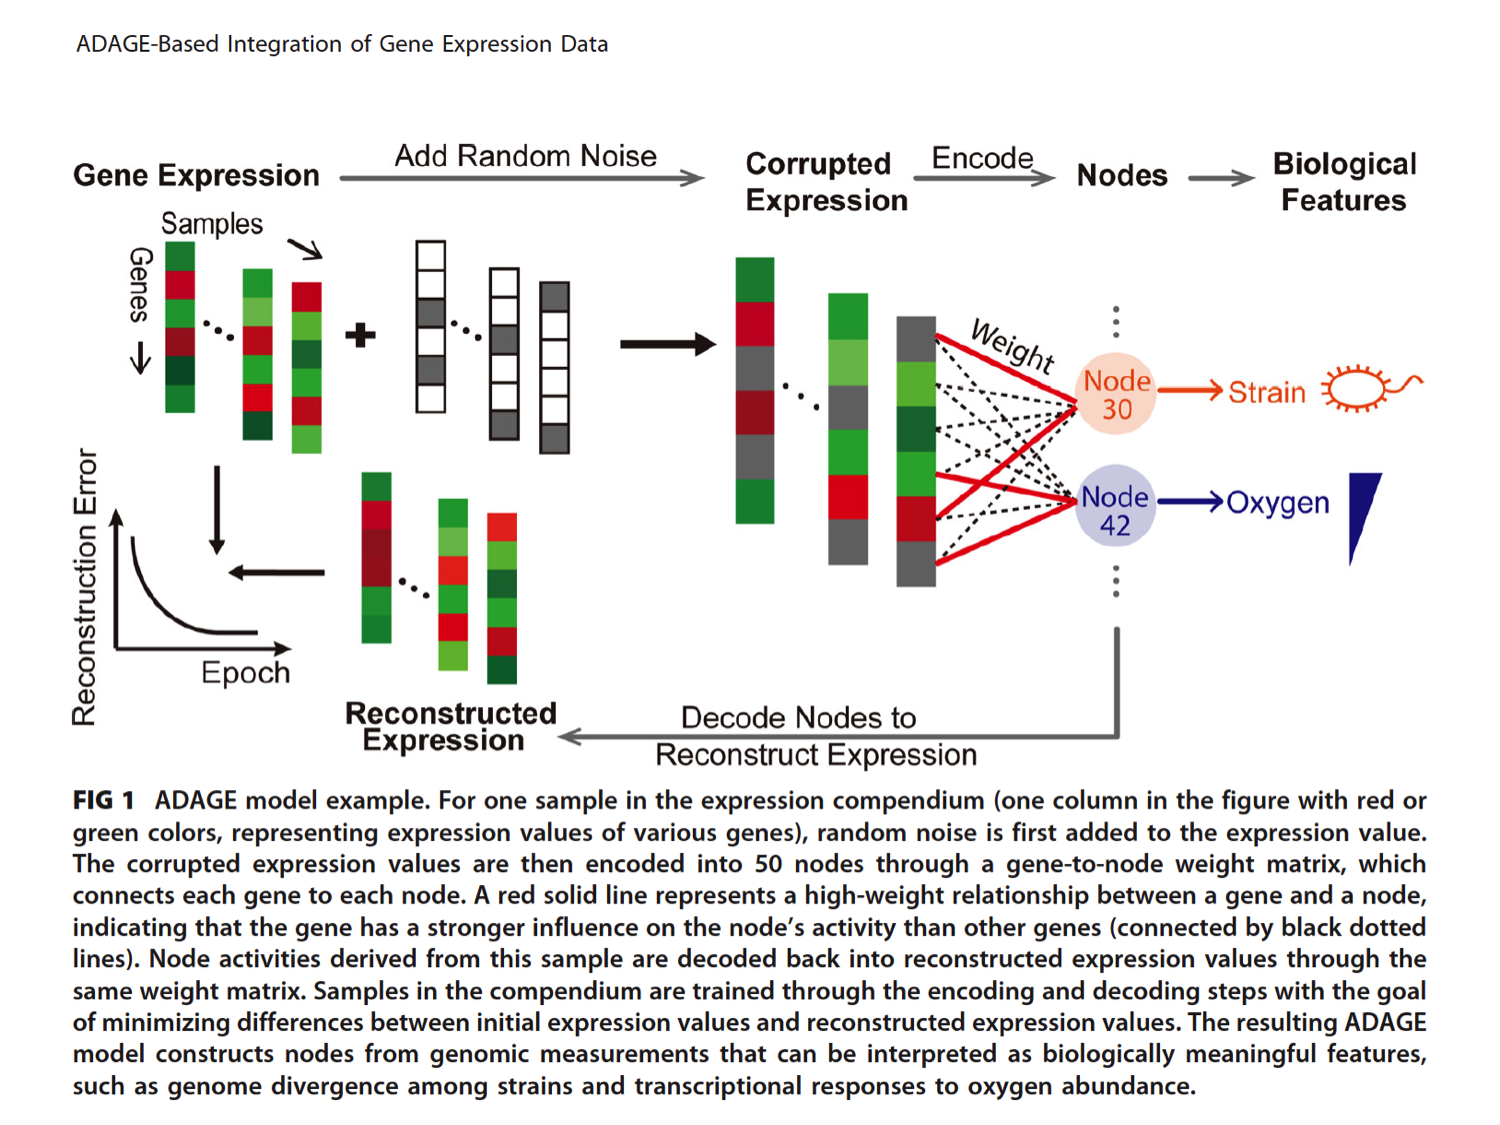 ADAGE-Based Integration of Gene Expression Data
Gene Expression
Add Random Noise
Corrupted
Expression
Encode
Nodes
Biological
Features
Samples
Genes
Weight
Node
30
Strain
Node
42
Oxygen
Reconstruction Error
Epoch
Reconstructed
Expression
Decode Nodes to
Reconstruct Expression
FIG 1 ADAGE model example. For one sample in the expression compendium (one column in the figure with red or
green colors, representing expression values of various genes), random noise is first added to the expression value.
The corrupted expression values are then encoded into 50 nodes through a gene-to-node weight matrix, which
connects each gene to each node. A red solid line represents a high-weight relationship between a gene and a node,
indicating that the gene has a stronger influence on the node's activity than other genes (connected by black dotted
lines). Node activities derived from this sample are decoded back into reconstructed expression values through the
same weight matrix. Samples in the compendium are trained through the encoding and decoding steps with the goal
of minimizing differences between initial expression values and reconstructed expression values. The resulting ADAGE
model constructs nodes from genomic measurements that can be interpreted as biologically meaningful features,
such as genome divergence among strains and transcriptional responses to oxygen abundance.